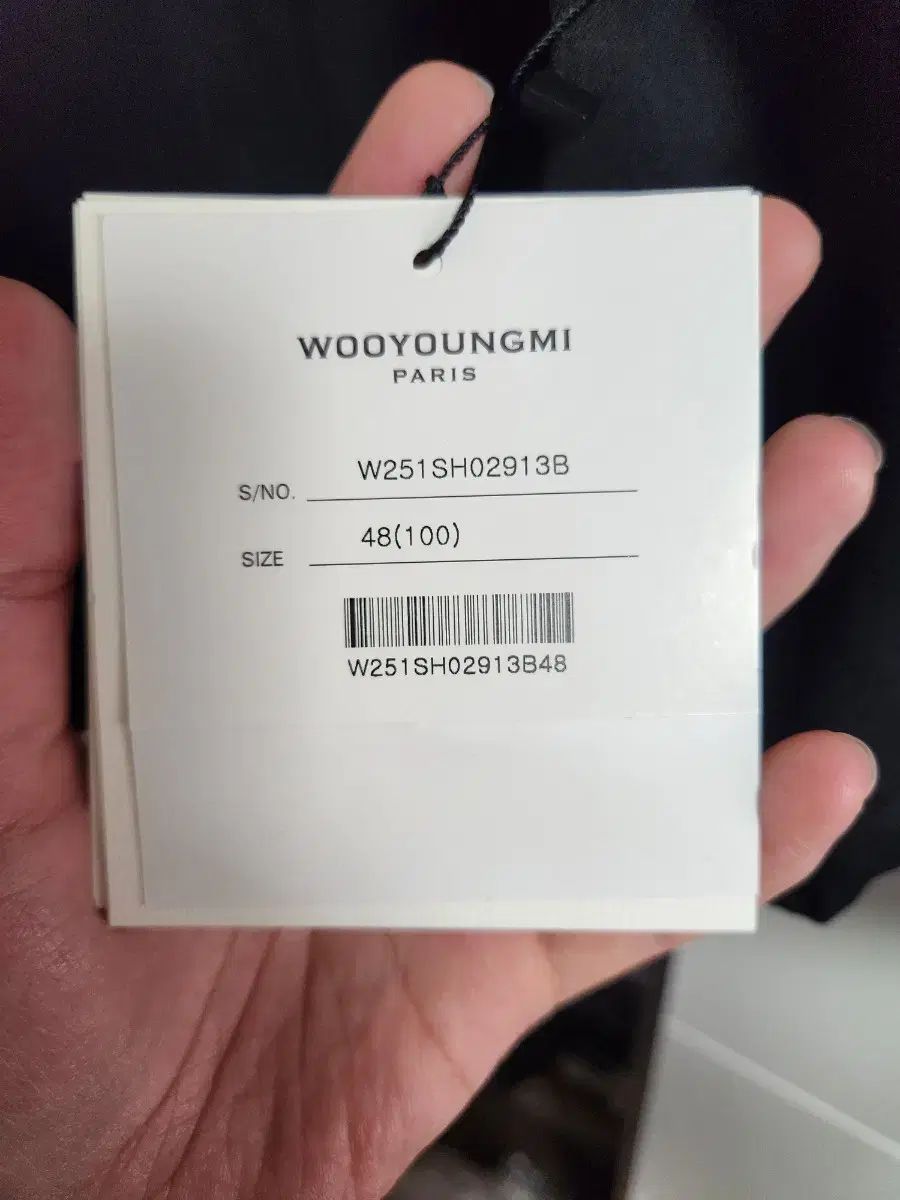 WOOYOUNGMI
PARIS
S/NO. W251SH02913B
SIZE 48(100)
W251SH02913B48